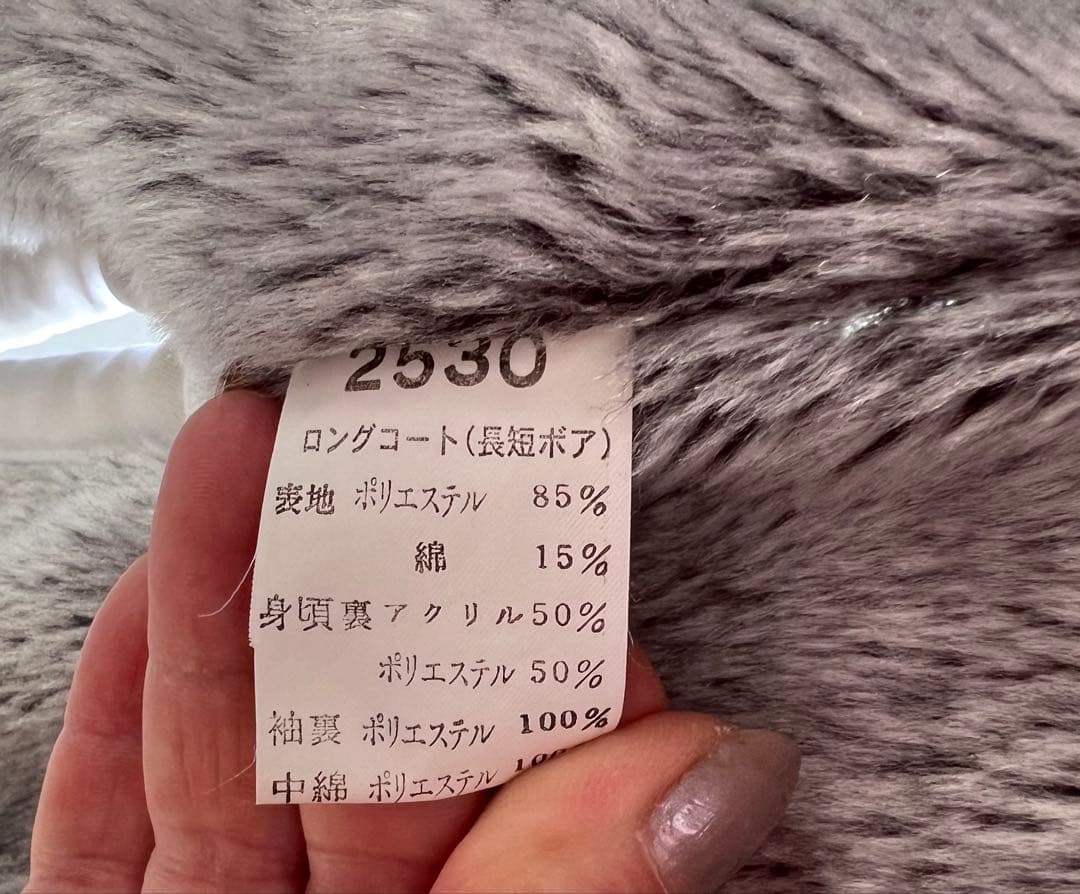 2530
ロングコート(長短ボア)
表地 ポリエステル 85%
綿 15%
身頃裏 アクリル 50%
ポリエステル 50%
袖裏 ポリエステル 100%
中綿 ポリエステル